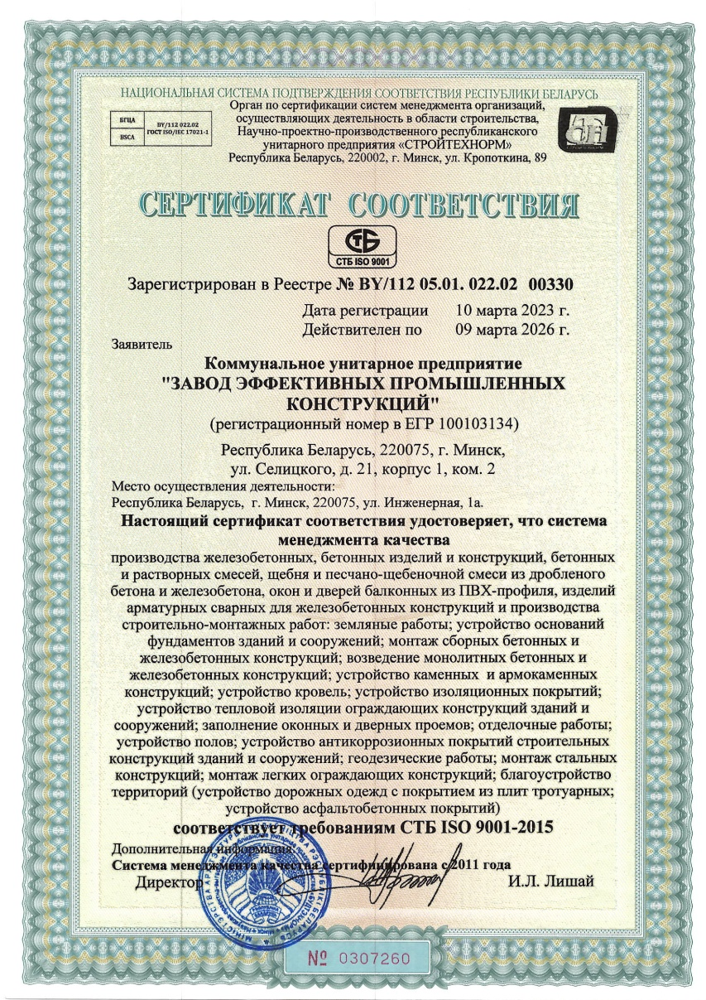 НАЦИОНАЛЬНАЯ СИСТЕМА ПОДТВЕРЖДЕНИЯ СООТВЕТСТВИЯ РЕСПУБЛИКИ БЕЛАРУСЬ
БГЦА
BSCA
BY/112 022.02
ГОСТ ISO/IEC 17021-1
Орган по сертификации систем менеджмента организаций,
осуществляющих деятельность в области строительства,
Научно-проектно-производственного республиканского
унитарного предприятия «СТРОЙТЕХНОРМ»
Республика Беларусь, 220002, г. Минск, ул. Кропоткина, 89
СЕРТИФИКАТ СООТВЕТСТВИЯ
СТБ
СТБ ISO 9001
Зарегистрирован в Реестре № BY/112 05.01. 022.02 00330
Дата регистрации 10 марта 2023 г.
Действителен по 09 марта 2026 г.
Заявитель
Коммунальное унитарное предприятие
"ЗАВОД ЭФФЕКТИВНЫХ ПРОМЫШЛЕННЫХ
КОНСТРУКЦИЙ"
(регистрационный номер в ЕГР 100103134)
Республика Беларусь, 220075, г. Минск,
ул. Селицкого, д. 21, корпус 1, ком. 2
Место осуществления деятельности:
Республика Беларусь, г. Минск, 220075, ул. Инженерная, 1а.
Настоящий сертификат соответствия удостоверяет, что система
менеджмента качества
производства железобетонных, бетонных изделий и конструкций, бетонных
и растворных смесей, щебня и песчано-щебеночной смеси из дробленого
бетона и железобетона, окон и дверей балконных из ПВХ-профиля, изделий
арматурных сварных для железобетонных конструкций и производства
строительно-монтажных работ: земляные работы; устройство оснований
фундаментов зданий и сооружений; монтаж сборных бетонных и
железобетонных конструкций; возведение монолитных бетонных и
железобетонных конструкций; устройство каменных и армокаменных
конструкций; устройство кровель; устройство изоляционных покрытий;
устройство тепловой изоляции ограждающих конструкций зданий и
сооружений; заполнение оконных и дверных проемов; отделочные работы;
устройство полов; устройство антикоррозионных покрытий строительных
конструкций зданий и сооружений; геодезические работы; монтаж стальных
конструкций; монтаж легких ограждающих конструкций; благоустройство
территорий (устройство дорожных одежд с покрытием из плит тротуарных;
устройство асфальтобетонных покрытий)
соответствует требованиям СТБ ISO 9001-2015
Дополнительная информация:
Система менеджмента качества сертифицирована с 2011 года
Директор И.Л. Лишай
№ 0307260